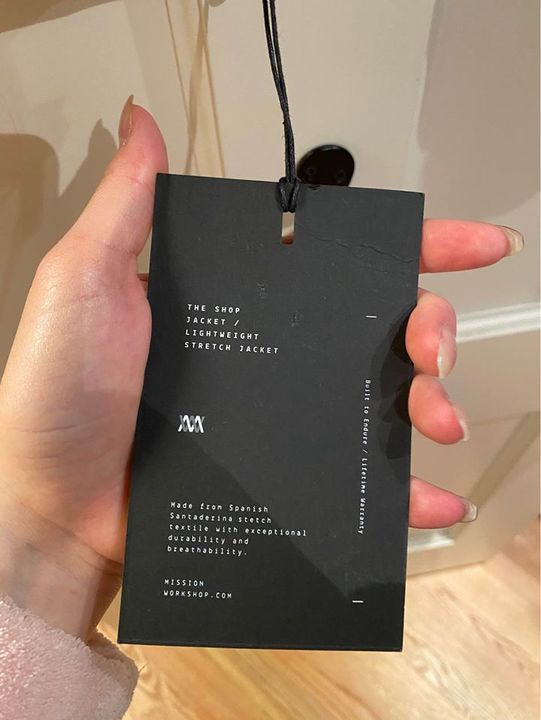 THE SHOP
JACKET /
LIGHTWEIGHT
STRETCH JACKET
Made from Spanish
Santaderina stetch
textile with exceptional
durability and
breathability.
MISSION
WORKSHOP.COM
Built to Endure / Lifetime Warranty